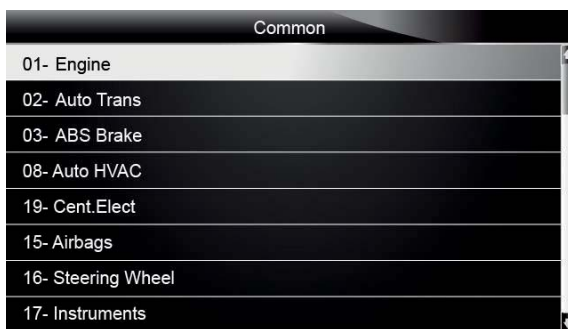 Common
01- Engine
02- Auto Trans
03- ABS Brake
08- Auto HVAC
19- Cent.Elect
15- Airbags
16- Steering Wheel
17- Instruments